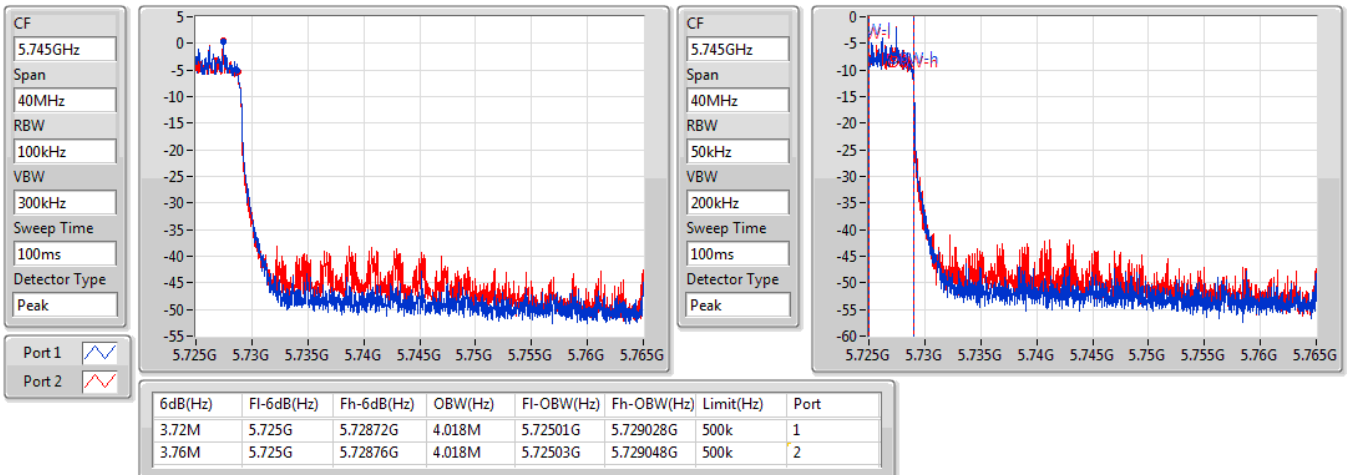 CF
5.745GHz
Span
40MHz
RBW
100kHz
VBW
300kHz
Sweep Time
100ms
Detector Type
Peak
Port 1
Port 2
5
0
-5
-10
-15
-20
-25
-30
-35
-40
-45
-50
-55
5.725G 5.73G 5.735G 5.74G 5.745G 5.75G 5.755G 5.76G 5.765G
CF
5.745GHz
Span
40MHz
RBW
50kHz
VBW
200kHz
Sweep Time
100ms
Detector Type
Peak
0
-5
-10
-15
-20
-25
-30
-35
-40
-45
-50
-55
-60
5.725G 5.73G 5.735G 5.74G 5.745G 5.75G 5.755G 5.76G 5.765G
6dB(Hz) Fl-6dB(Hz) Fh-6dB(Hz) OBW(Hz) Fl-OBW(Hz) Fh-OBW(Hz) Limit(Hz) Port
3.72M 5.725G 5.72872G 4.018M 5.72501G 5.729028G 500k 1
3.76M 5.725G 5.72876G 4.018M 5.72503G 5.729048G 500k 2